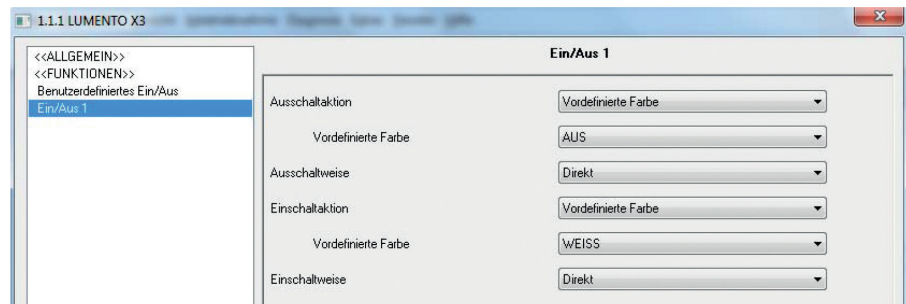 1.1.1 LUMENTO X3
<<ALLGEMEIN>>
<<FUNKTIONEN>>
Benutzerdefiniertes Ein/Aus
Ein/Aus 1
Ein/Aus 1
Ausschaltaktion Vordefinierte Farbe
Vordefinierte Farbe AUS
Ausschaltweise Direkt
Einschaltaktion Vordefinierte Farbe
Vordefinierte Farbe WEISS
Einschaltweise Direkt